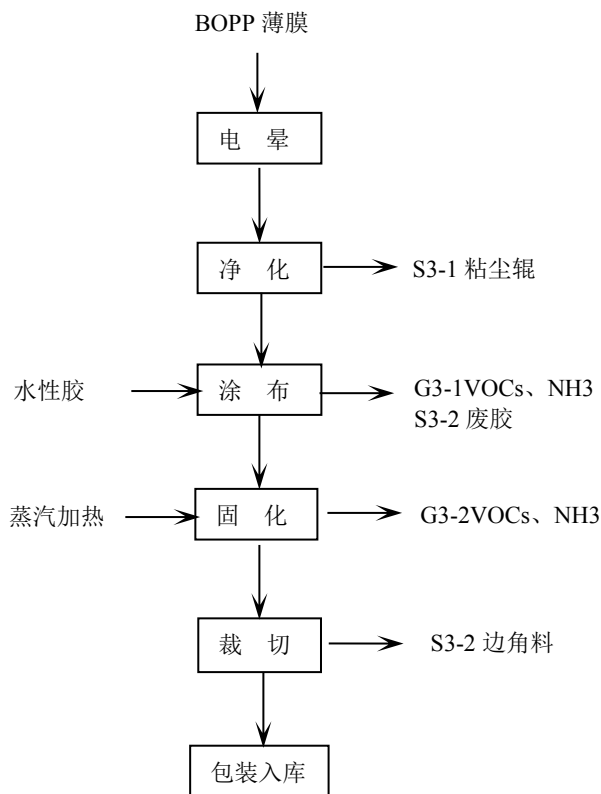 BOPP 薄膜
电 晕
净 化
S3-1 粘尘辊
水性胶
涂 布
G3-1VOCs、NH3
S3-2 废胶
蒸汽加热
固 化
G3-2VOCs、NH3
裁 切
S3-2 边角料
包装入库